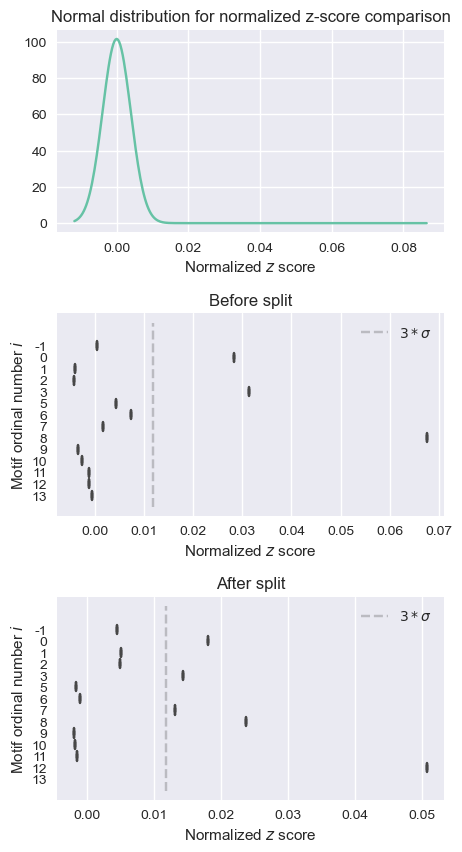 Normal distribution for normalized z-score comparison
100
80
60
40
20
0
0.00 0.02 0.04 0.06 0.08
Normalized z score
Before split
Motif ordinal number i
-1
0
1
2
3
5
6
7
8
9
10
11
12
13
3 * σ
0.00 0.01 0.02 0.03 0.04 0.05 0.06 0.07
Normalized z score
After split
Motif ordinal number i
-1
0
1
2
3
5
6
7
8
9
10
11
12
13
3 * σ
0.00 0.01 0.02 0.03 0.04 0.05
Normalized z score